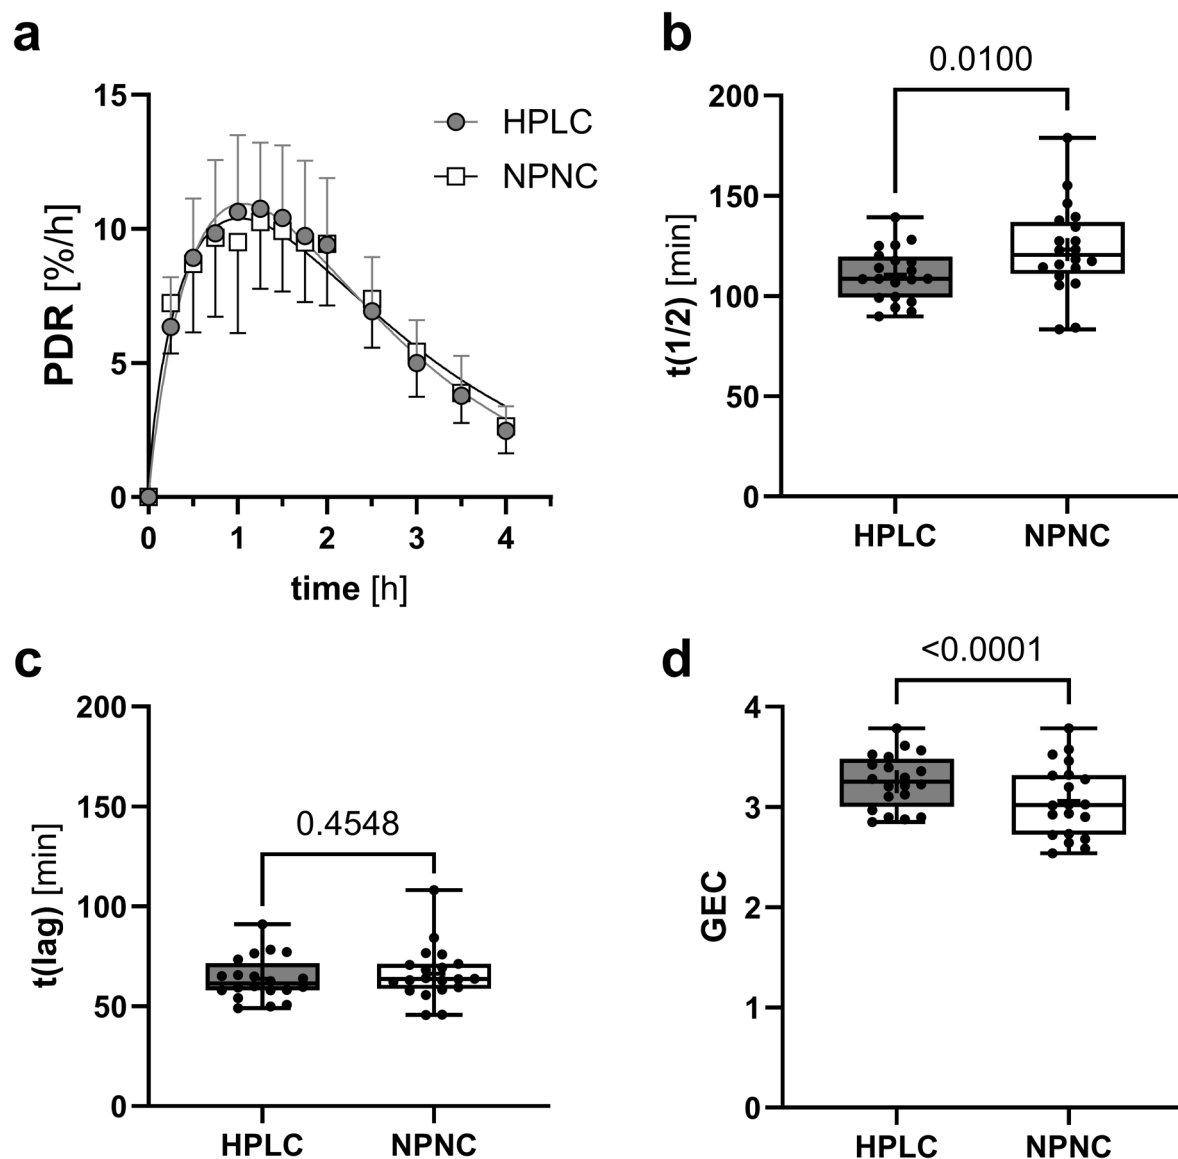 a
15
10
5
0
PDR [%/h]
HPLC
NPNC
0 1 2 3 4
time [h]
b
0.0100
200
150
100
50
0
t(1/2) [min]
HPLC NPNC
c
0.4548
200
150
100
50
0
t(lag) [min]
HPLC NPNC
d
<0.0001
4
3
2
1
0
GEC
HPLC NPNC